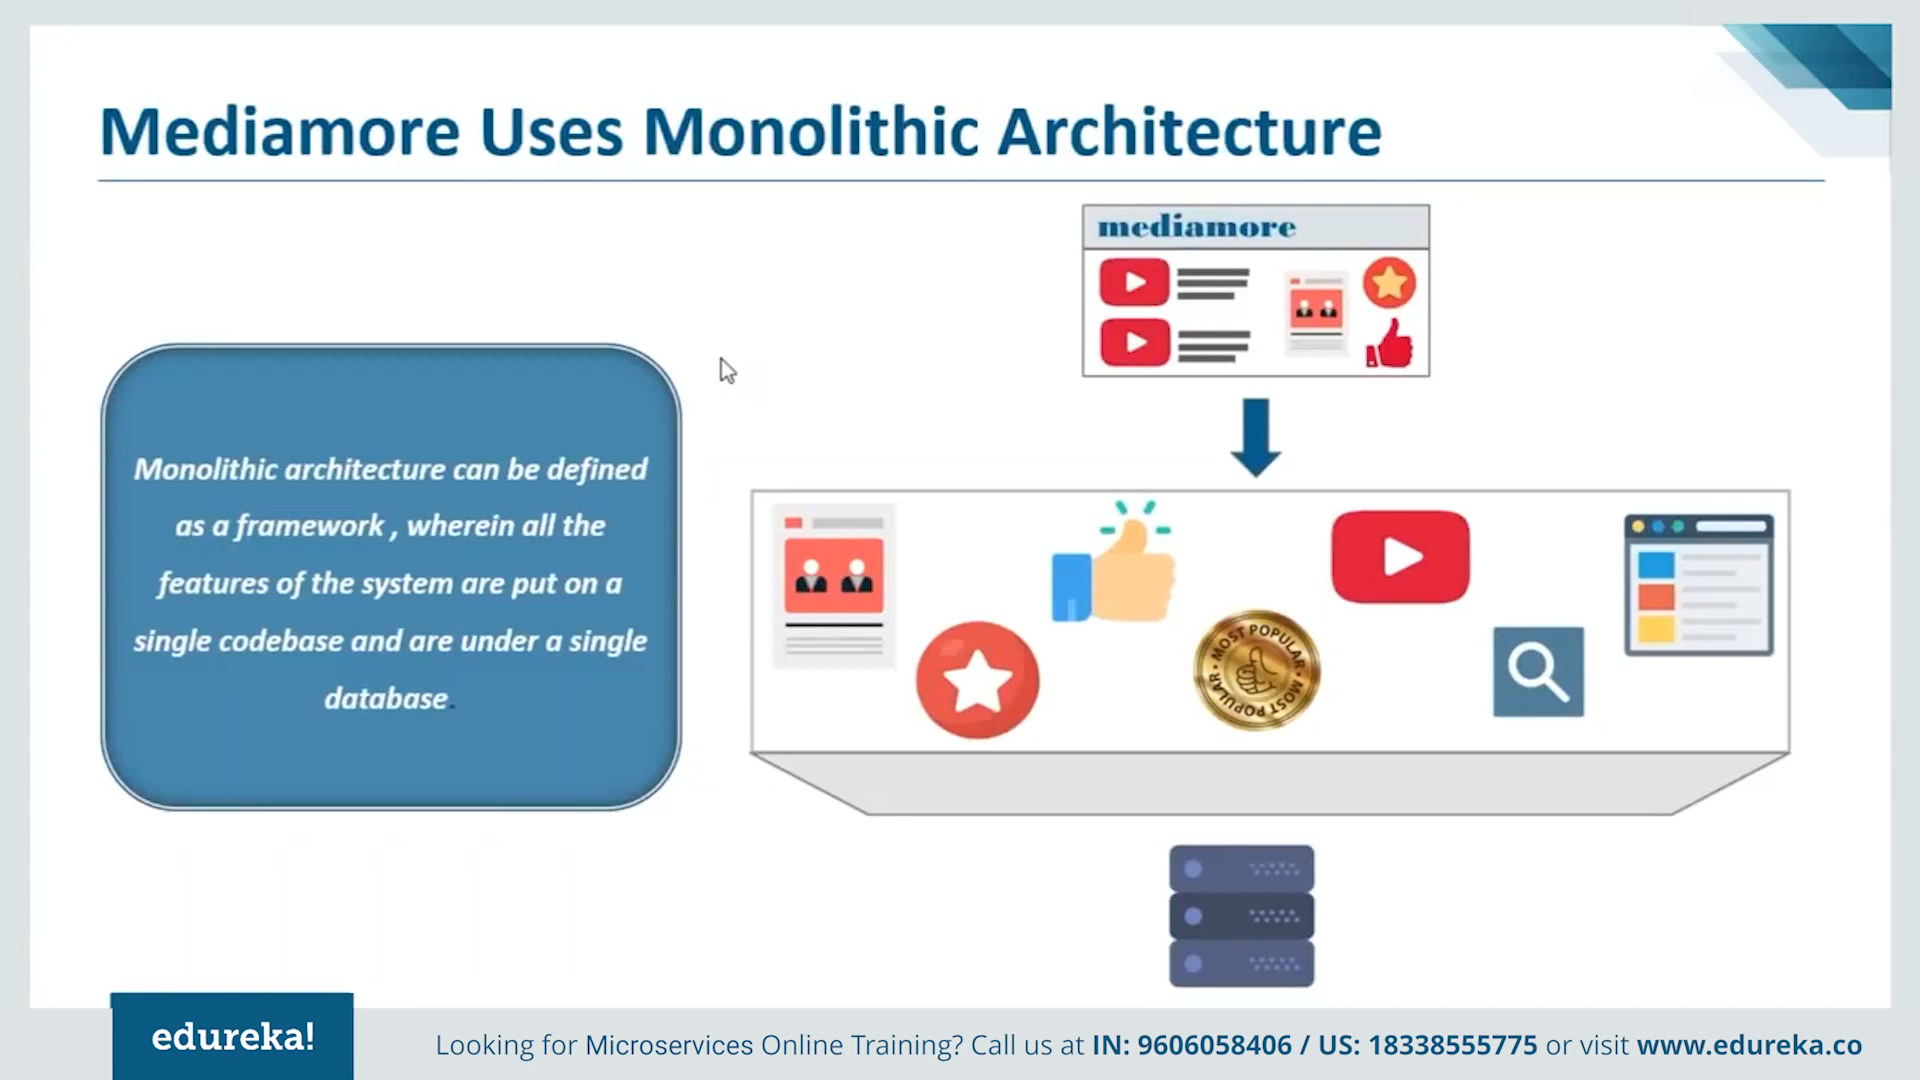 Mediamore Uses Monolithic Architecture
mediamore
Monolithic architecture can be defined
as a framework , wherein all the
features of the system are put on a
single codebase and are under a single
database.
MOST POPULAR • MOST POPULAR •
edureka!
Looking for Microservices Online Training? Call us at IN: 9606058406 / US: 18338555775 or visit www.edureka.co